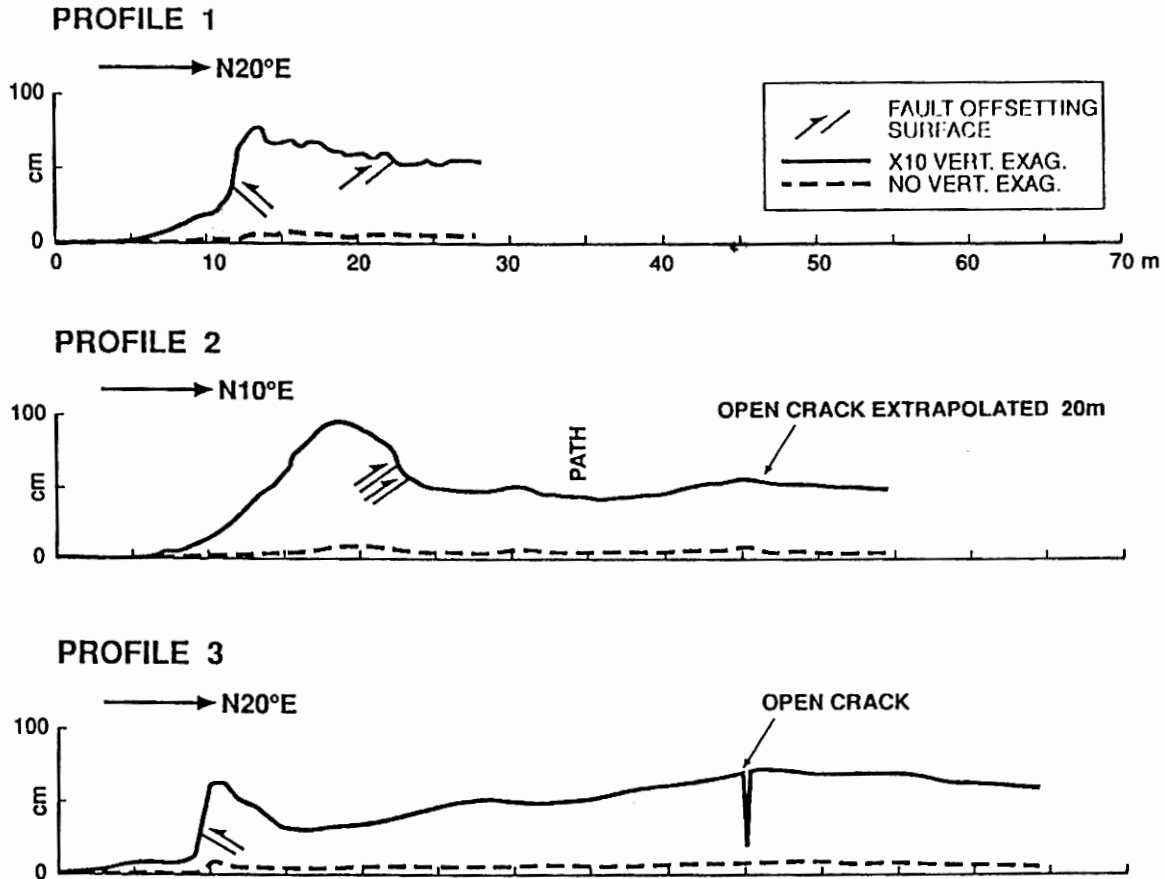 PROFILE 1
N20°E
100
cm
0
0 10 20 30 40 50 60 70 m
FAULT OFFSETTING
SURFACE
X10 VERT. EXAG.
NO VERT. EXAG.
PROFILE 2
N10°E
100
cm
0
PATH
OPEN CRACK EXTRAPOLATED 20m
PROFILE 3
N20°E
100
cm
0
OPEN CRACK